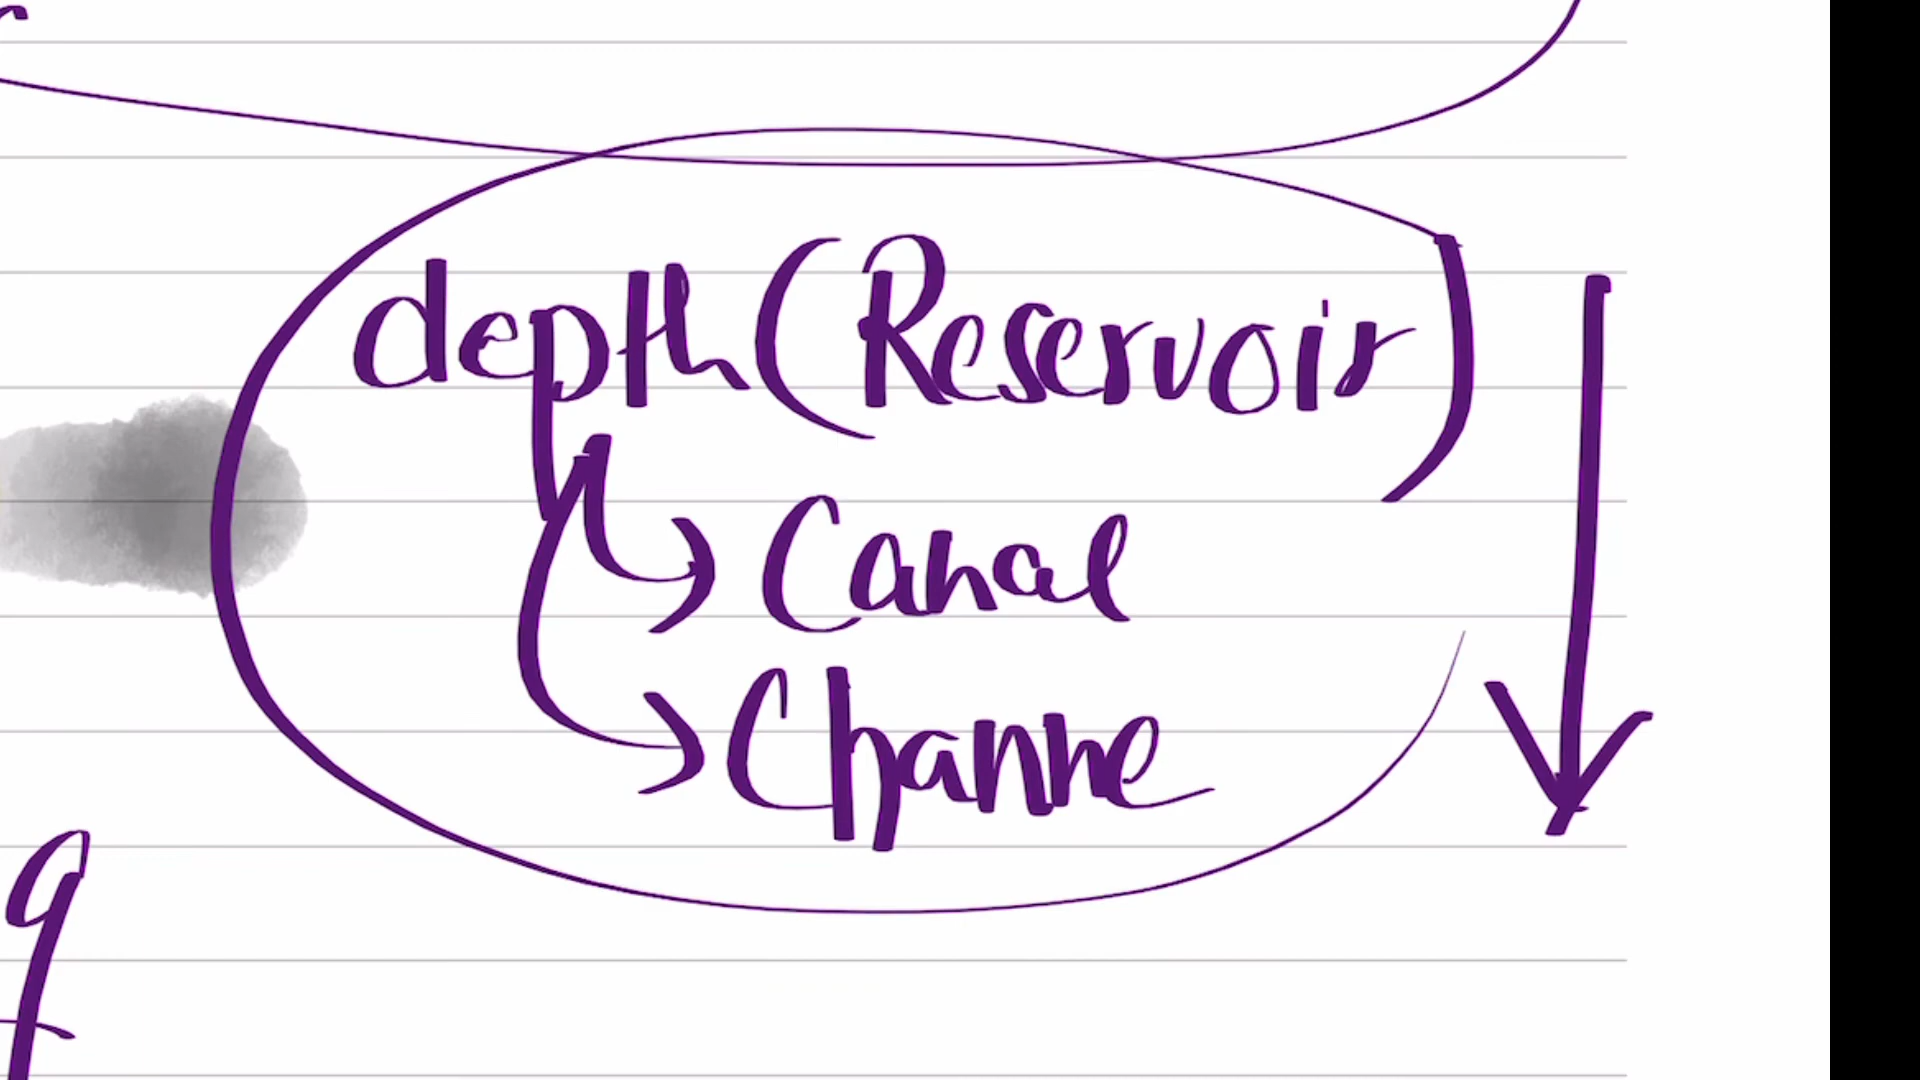 depth (Reservoir)
Canal
Channe
q